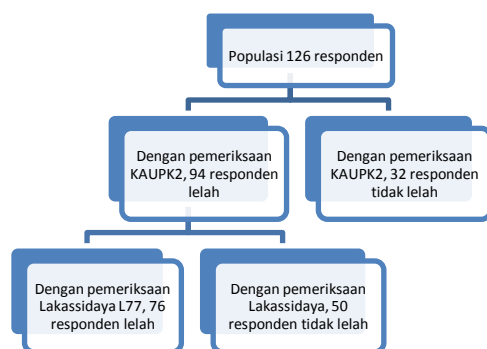 Populasi 126 responden
Dengan pemeriksaan
KAUPK2, 94 responden
lelah
Dengan pemeriksaan
KAUPK2, 32 responden
tidak lelah
Dengan pemeriksaan
Lakassidaya L77, 76
responden lelah
Dengan pemeriksaan
Lakassidaya, 50
responden tidak lelah